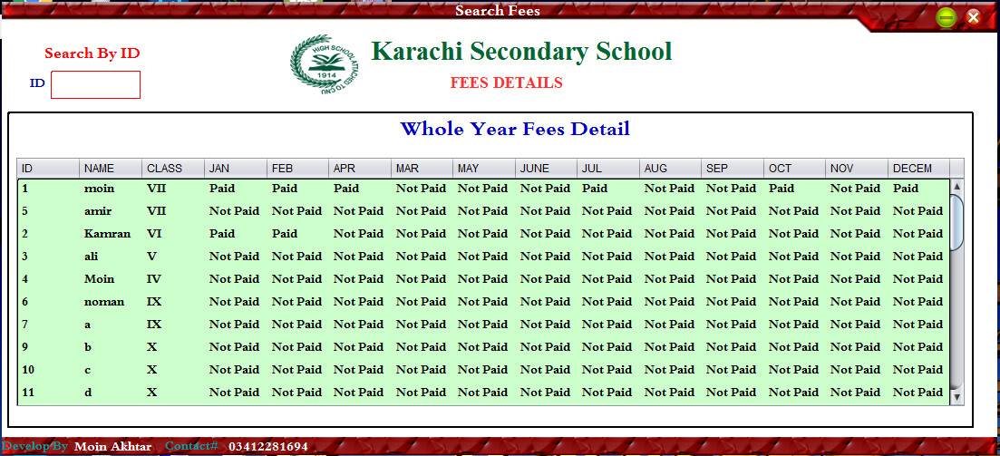 Search Fees
Search By ID
ID
HIGH SCHOOL ATTACHED TO CNU
1914
Karachi Secondary School
FEES DETAILS
Whole Year Fees Detail
ID NAME CLASS JAN FEB APR MAR MAY JUNE JUL AUG SEP OCT NOV DECEM
1 moin VII Paid Paid Paid Not Paid Not Paid Not Paid Paid Not Paid Not Paid Paid Not Paid Paid
5 amir VII Not Paid Not Paid Not Paid Not Paid Not Paid Not Paid Not Paid Not Paid Not Paid Not Paid Not Paid Not Paid
2 Kamran VI Paid Paid Not Paid Not Paid Not Paid Not Paid Not Paid Not Paid Not Paid Not Paid Not Paid Not Paid
3 ali V Not Paid Not Paid Not Paid Not Paid Not Paid Not Paid Not Paid Not Paid Not Paid Not Paid Not Paid Not Paid
4 Moin IV Not Paid Not Paid Not Paid Not Paid Not Paid Not Paid Not Paid Not Paid Not Paid Not Paid Not Paid Not Paid
6 noman IX Not Paid Not Paid Not Paid Not Paid Not Paid Not Paid Not Paid Not Paid Not Paid Not Paid Not Paid Not Paid
7 a IX Not Paid Not Paid Not Paid Not Paid Not Paid Not Paid Not Paid Not Paid Not Paid Not Paid Not Paid Not Paid
9 b X Not Paid Not Paid Not Paid Not Paid Not Paid Not Paid Not Paid Not Paid Not Paid Not Paid Not Paid Not Paid
10 c X Not Paid Not Paid Not Paid Not Paid Not Paid Not Paid Not Paid Not Paid Not Paid Not Paid Not Paid Not Paid
11 d X Not Paid Not Paid Not Paid Not Paid Not Paid Not Paid Not Paid Not Paid Not Paid Not Paid Not Paid Not Paid
Develop By Moin Akhtar Contact# 03412281694